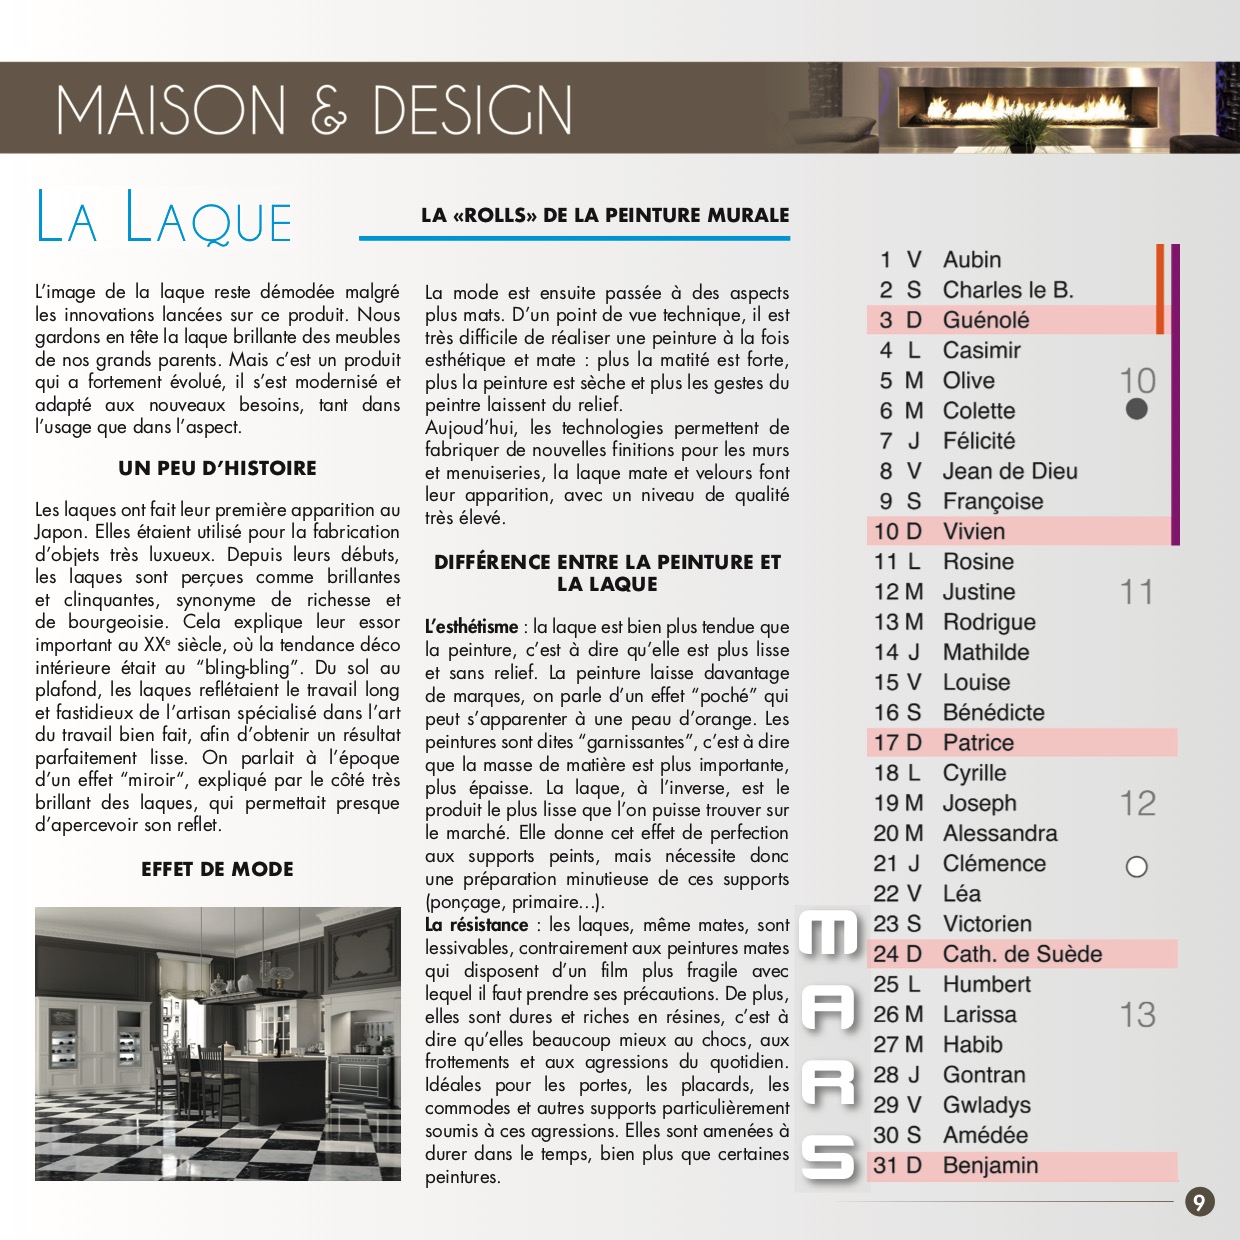 MAISON & DESIGN
LA LAQUE
LA «ROLLS» DE LA PEINTURE MURALE
L’image de la laque reste démodée malgré
les innovations lancées sur ce produit. Nous
gardons en tête la laque brillante des meubles
de nos grands parents. Mais c’est un produit
qui a fortement évolué, il s’est modernisé et
adapté aux nouveaux besoins, tant dans
l’usage que dans l’aspect.
UN PEU D’HISTOIRE
Les laques ont fait leur première apparition au
Japon. Elles étaient utilisé pour la fabrication
d’objets très luxueux. Depuis leurs débuts,
les laques sont perçues comme brillantes
et clinquantes, synonyme de richesse et
de bourgeoisie. Cela explique leur essor
important au XXe siècle, où la tendance déco
intérieure était au “bling-bling”. Du sol au
plafond, les laques reflétaient le travail long
et fastidieux de l’artisan spécialisé dans l’art
du travail bien fait, afin d’obtenir un résultat
parfaitement lisse. On parlait à l’époque
d’un effet “miroir“, expliqué par le côté très
brillant des laques, qui permettait presque
d’apercevoir son reflet.
EFFET DE MODE
La mode est ensuite passée à des aspects
plus mats. D’un point de vue technique, il est
très difficile de réaliser une peinture à la fois
esthétique et mate : plus la matité est forte,
plus la peinture est sèche et plus les gestes du
peintre laissent du relief.
Aujourd’hui, les technologies permettent de
fabriquer de nouvelles finitions pour les murs
et menuiseries, la laque mate et velours font
leur apparition, avec un niveau de qualité
très élevé.
DIFFÉRENCE ENTRE LA PEINTURE ET
LA LAQUE
L’esthétisme : la laque est bien plus tendue que
la peinture, c’est à dire qu’elle est plus lisse
et sans relief. La peinture laisse davantage
de marques, on parle d’un effet “poché” qui
peut s’apparenter à une peau d’orange. Les
peintures sont dites “garnissantes”, c’est à dire
que la masse de matière est plus importante,
plus épaisse. La laque, à l’inverse, est le
produit le plus lisse que l’on puisse trouver sur
le marché. Elle donne cet effet de perfection
aux supports peints, mais nécessite donc
une préparation minutieuse de ces supports
(ponçage, primaire...).
La résistance : les laques, même mates, sont
lessivables, contrairement aux peintures mates
qui disposent d’un film plus fragile avec
lequel il faut prendre ses précautions. De plus,
elles sont dures et riches en résines, c’est à
dire qu’elles beaucoup mieux au chocs, aux
frottements et aux agressions du quotidien.
Idéales pour les portes, les placards, les
commodes et autres supports particulièrement
soumis à ces agressions. Elles sont amenées à
durer dans le temps, bien plus que certaines
peintures.
MARS
1 V Aubin
2 S Charles le B.
3 D Guénolé
4 L Casimir
5 M Olive 10
6 M Colette
7 J Félicité
8 V Jean de Dieu
9 S Françoise
10 D Vivien
11 L Rosine
12 M Justine 11
13 M Rodrigue
14 J Mathilde
15 V Louise
16 S Bénédicte
17 D Patrice
18 L Cyrille
19 M Joseph 12
20 M Alessandra
21 J Clémence
22 V Léa
23 S Victorien
24 D Cath. de Suède
25 L Humbert
26 M Larissa 13
27 M Habib
28 J Gontran
29 V Gwladys
30 S Amédée
31 D Benjamin
9